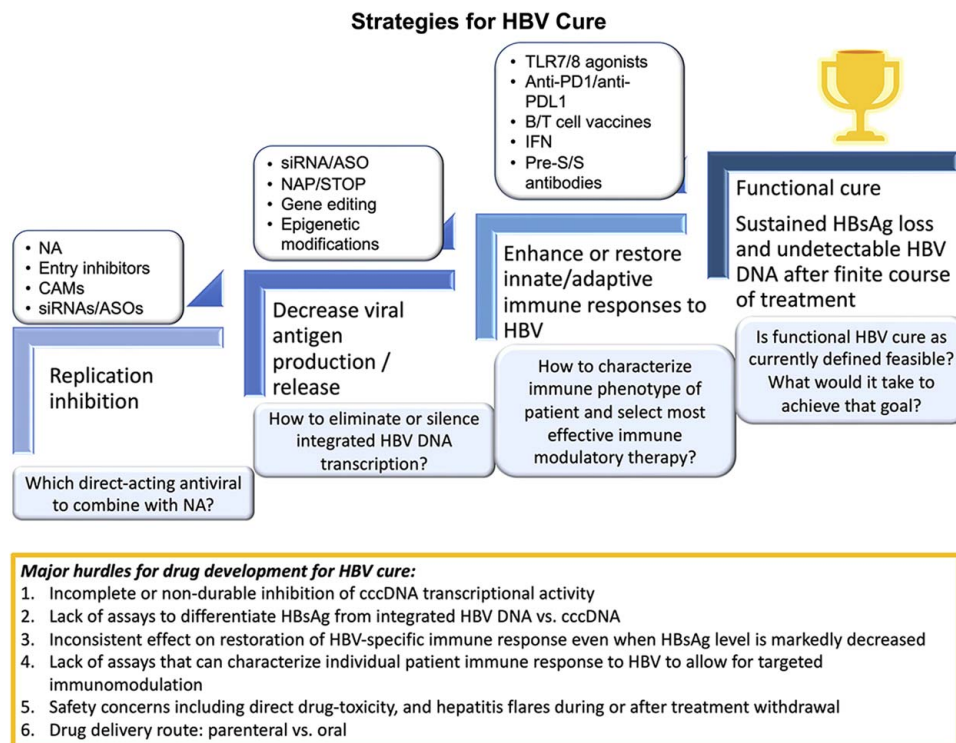 Strategies for HBV Cure
• NA
• Entry inhibitors
• CAMs
• siRNAs/ASOs
Replication
inhibition
Which direct-acting antiviral
to combine with NA?
• siRNA/ASO
• NAP/STOP
• Gene editing
• Epigenetic
modifications
Decrease viral
antigen
production /
release
How to eliminate or silence
integrated HBV DNA
transcription?
• TLR7/8 agonists
• Anti-PD1/anti-
PDL1
• B/T cell vaccines
• IFN
• Pre-S/S
antibodies
Enhance or restore
innate/adaptive
immune responses to
HBV
How to characterize
immune phenotype of
patient and select most
effective immune
modulatory therapy?
Functional cure
Sustained HBsAg loss
and undetectable HBV
DNA after finite course
of treatment
Is functional HBV cure as
currently defined feasible?
What would it take to
achieve that goal?
Major hurdles for drug development for HBV cure:
1. Incomplete or non-durable inhibition of cccDNA transcriptional activity
2. Lack of assays to differentiate HBsAg from integrated HBV DNA vs. cccDNA
3. Inconsistent effect on restoration of HBV-specific immune response even when HBsAg level is markedly decreased
4. Lack of assays that can characterize individual patient immune response to HBV to allow for targeted
immunomodulation
5. Safety concerns including direct drug-toxicity, and hepatitis flares during or after treatment withdrawal
6. Drug delivery route: parenteral vs. oral